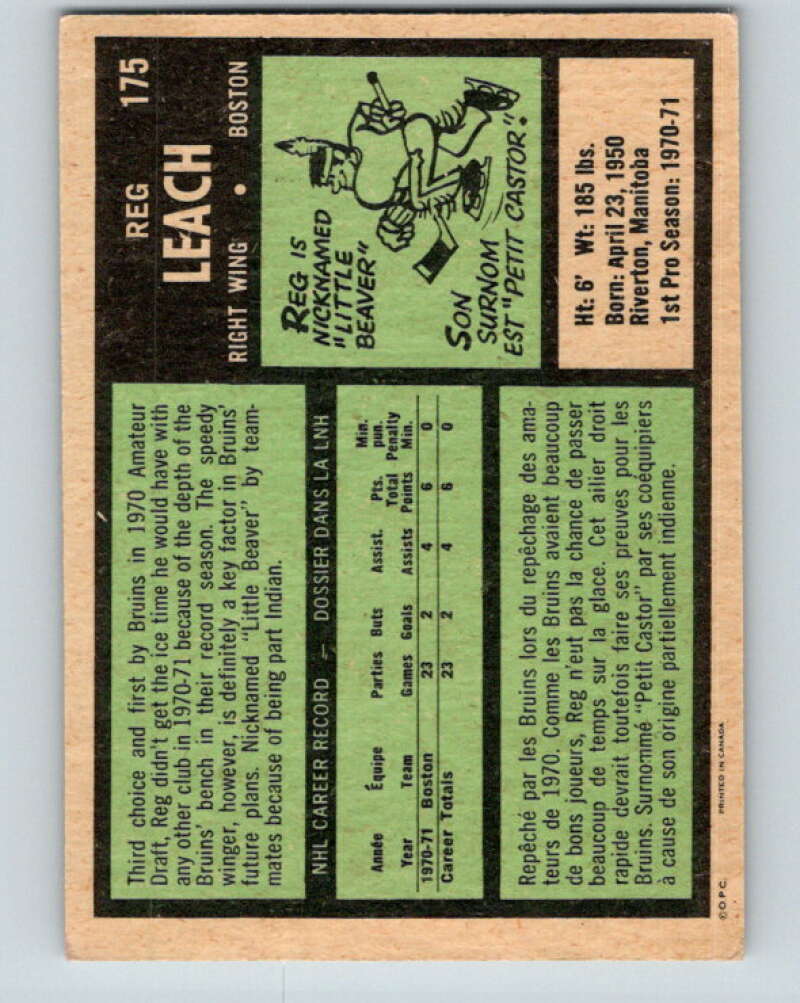 REG 175
LEACH
RIGHT WING • BOSTON
Third choice and first by Bruins in 1970 Amateur
Draft, Reg didn't get the ice time he would have with
any other club in 1970-71 because of the depth of the
Bruins' bench in their record season. The speedy
winger, however, is definitely a key factor in Bruins'
future plans. Nicknamed "Little Beaver" by team-
mates because of being part Indian.
REG IS
NICKNAMED
"LITTLE
BEAVER"
SON
SURNOM
EST "PETIT CASTOR".
NHL CAREER RECORD — DOSSIER DANS LA LNH
Année Équipe Parties Buts Assist. Pts. Total Min. pun.
Year Team Games Goals Assists Points Penalty Min.
1970-71 Boston 23 2 4 6 0
Career Totals 23 2 4 6 0
Repêché par les Bruins lors du repêchage des ama-
teurs de 1970. Comme les Bruins avaient beaucoup
de bons joueurs, Reg n'eut pas la chance de passer
beaucoup de temps sur la glace. Cet ailier droit
rapide devrait toutefois faire ses preuves pour les
Bruins. Surnommé "Petit Castor" par ses coéquipiers
à cause de son origine partiellement indienne.
Ht: 6' Wt: 185 lbs.
Born: April 23, 1950
Riverton, Manitoba
1st Pro Season: 1970-71
©O.P.C. PRINTED IN CANADA